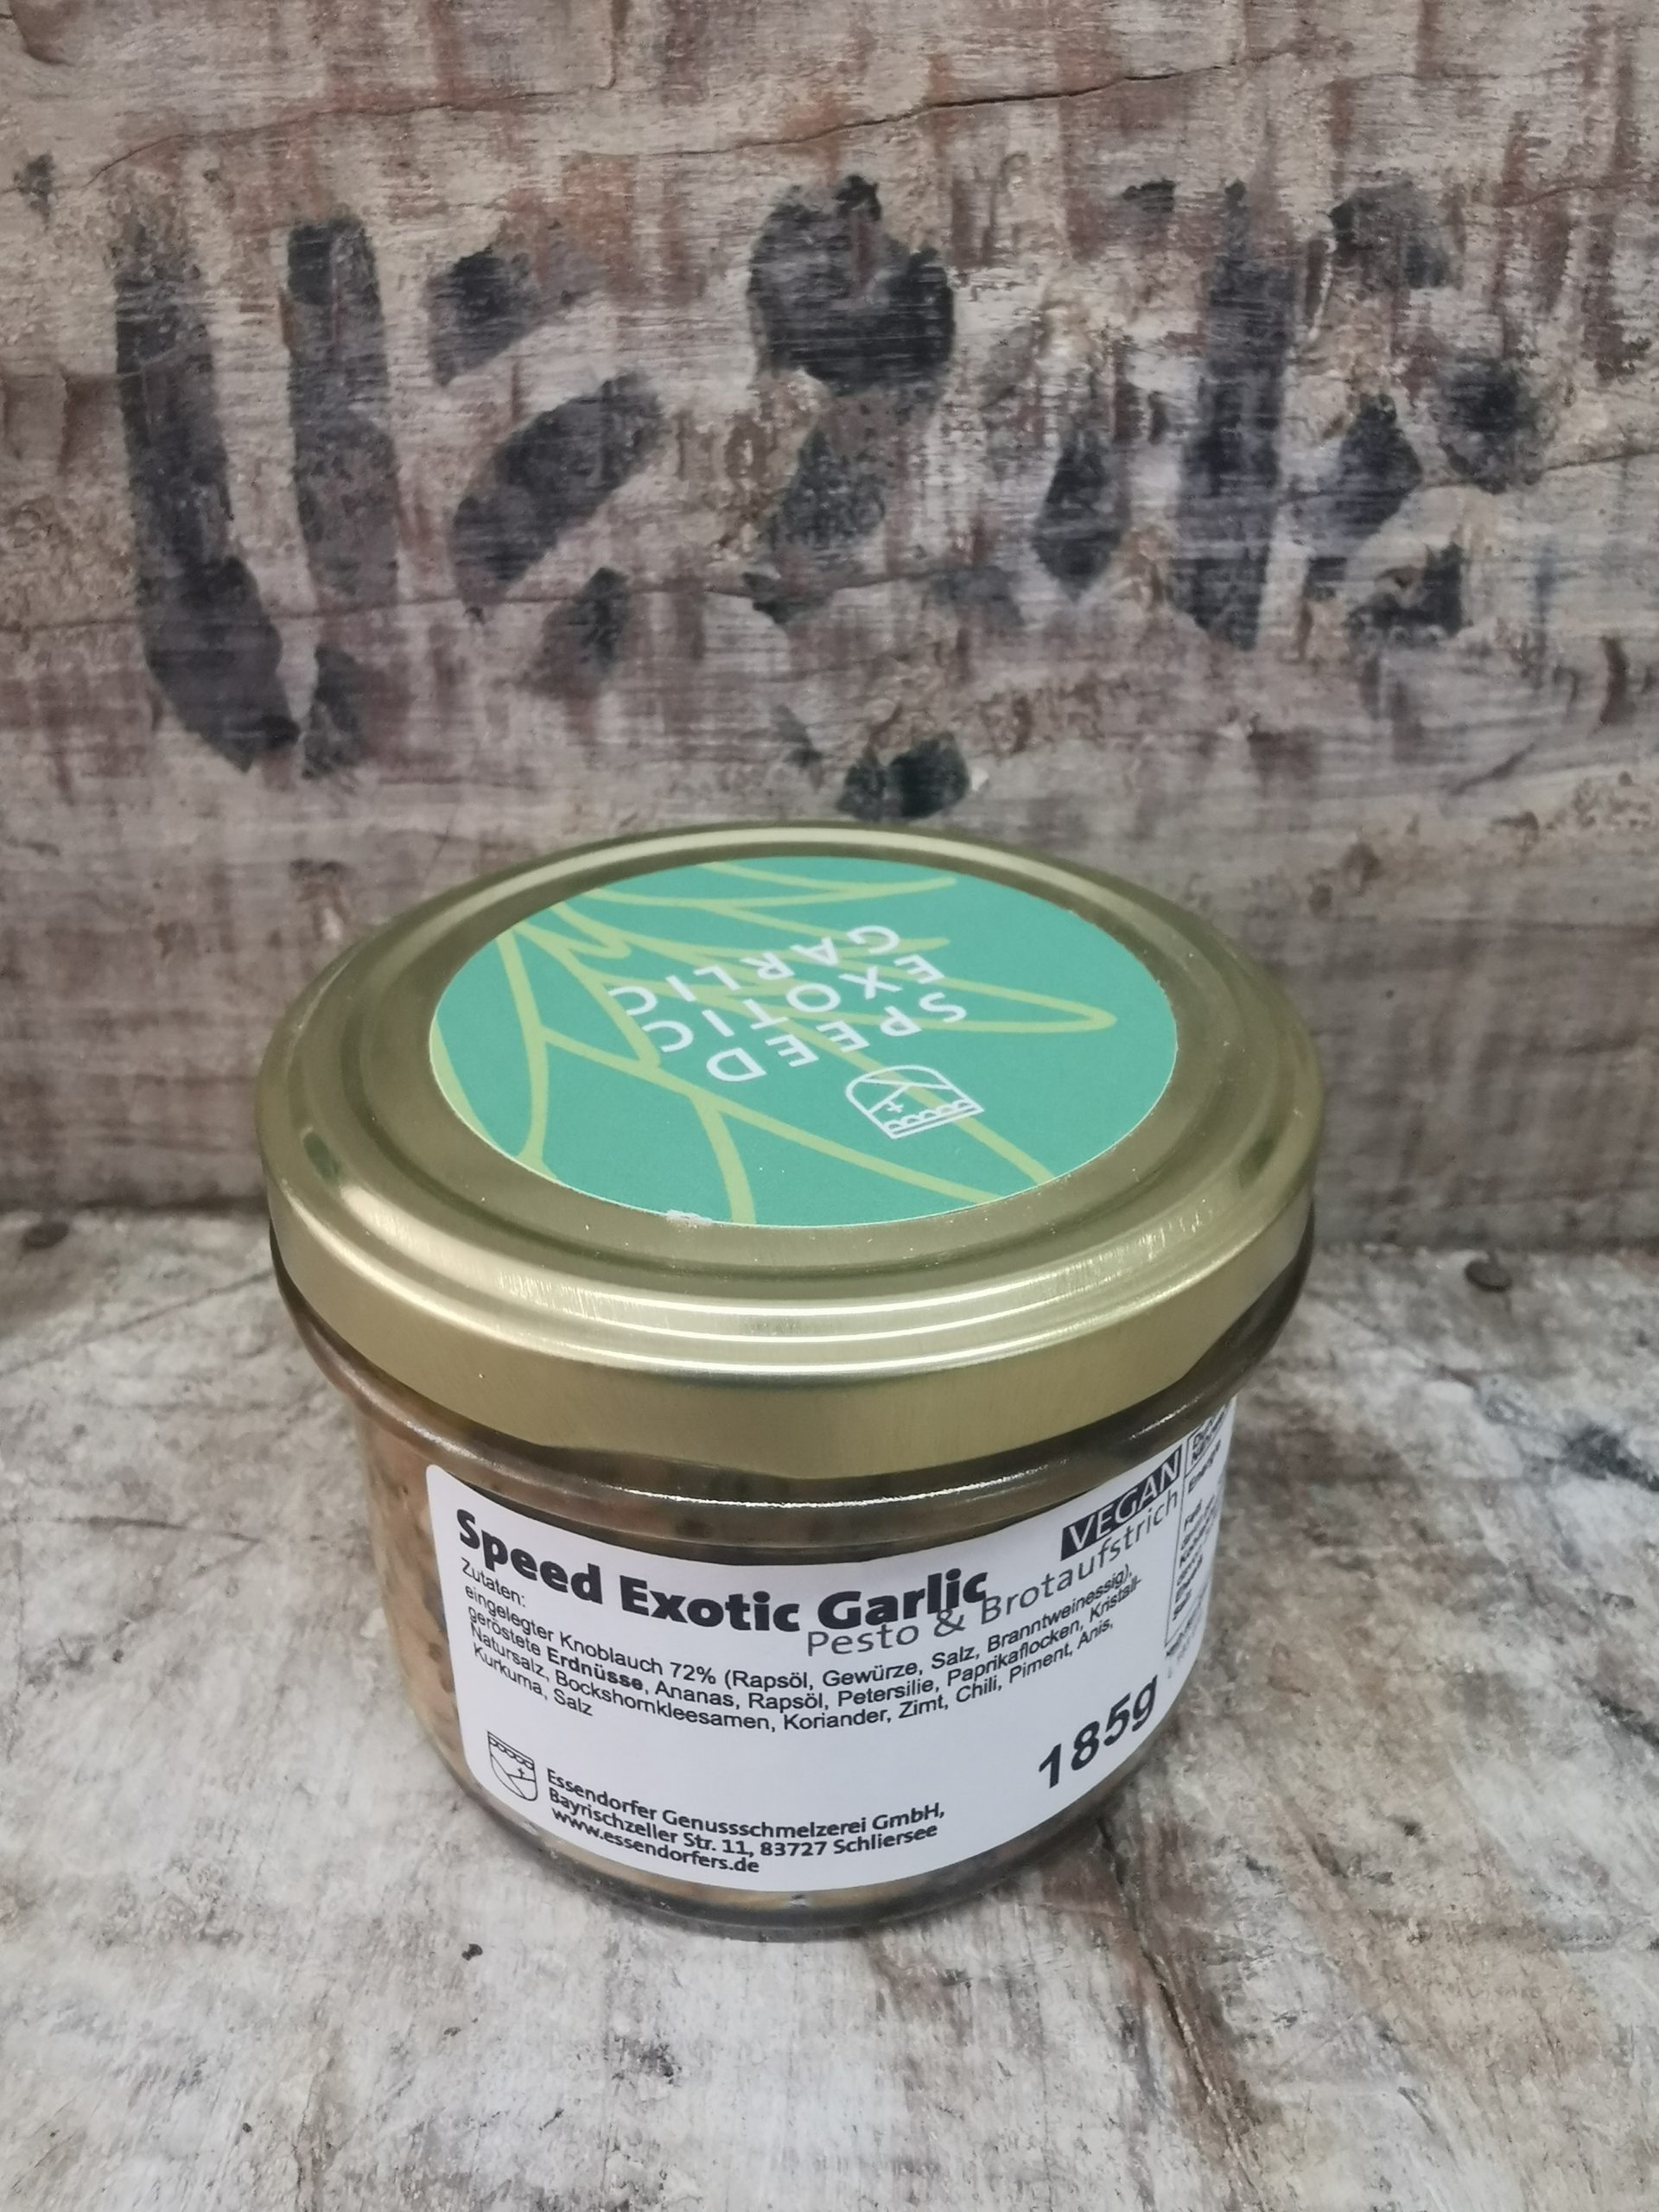 SPEED
EXOTIC
GARLIC
Speed Exotic Garlic
VEGAN
Pesto & Brotaufstrich
Zutaten:
eingelegter Knoblauch 72% (Rapsöl, Gewürze, Salz, Branntweinessig),
geröstete Erdnüsse, Ananas, Rapsöl, Petersilie, Paprikaflocken, Kristall-
Natursalz, Bockshornkleesamen, Koriander, Zimt, Chili, Piment, Anis,
Kurkuma, Salz
185g
Essendorfer Genussschmelzerei GmbH,
Bayrischzeller Str. 11, 83727 Schliersee
www.essendorfers.de
Energie
Fett